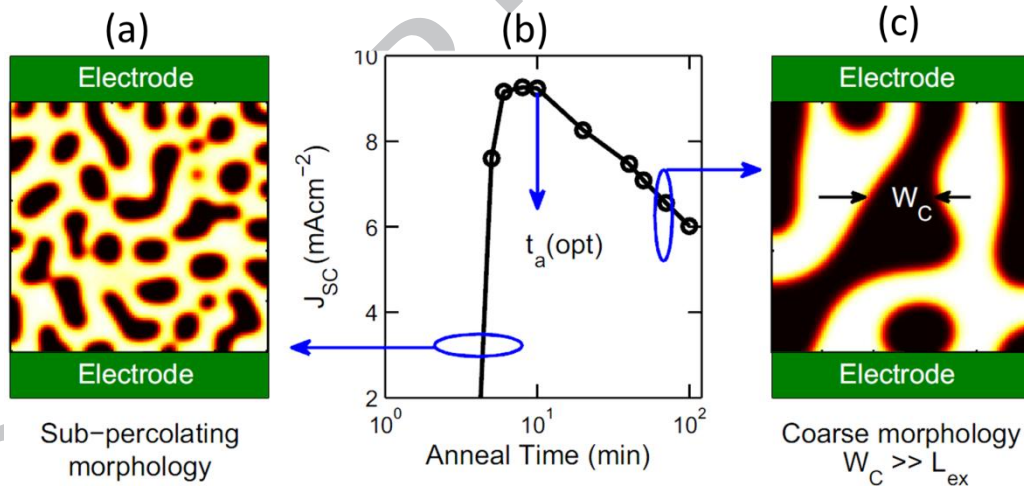 (a)
Electrode
Electrode
Sub−percolating
morphology
(b)
10
8
6
4
2
J_SC(mAcm^−2)
t_a(opt)
10^0
10^1
10^2
Anneal Time (min)
(c)
Electrode
W_C
Electrode
Coarse morphology
W_C >> L_ex